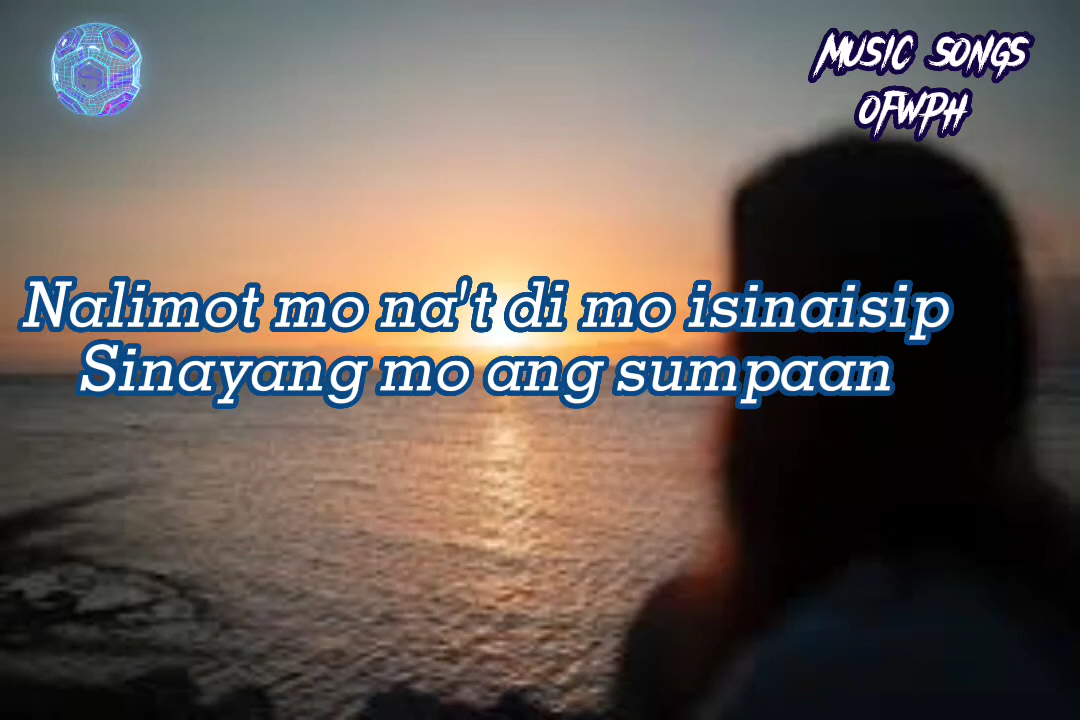 MUSIC SONGS
OFWPH
Nalimot mo na't di mo isinaisip
Sinayang mo ang sumpaan